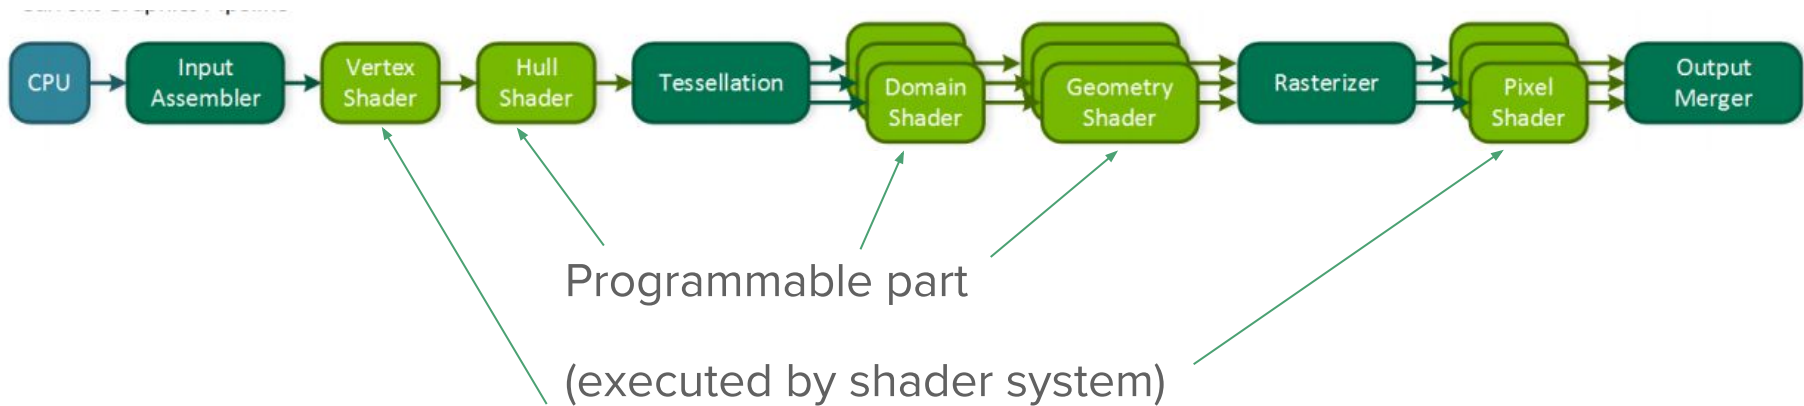 CPU
Input
Assembler
Vertex
Shader
Hull
Shader
Tessellation
Domain
Shader
Geometry
Shader
Rasterizer
Pixel
Shader
Output
Merger
Programmable part
(executed by shader system)